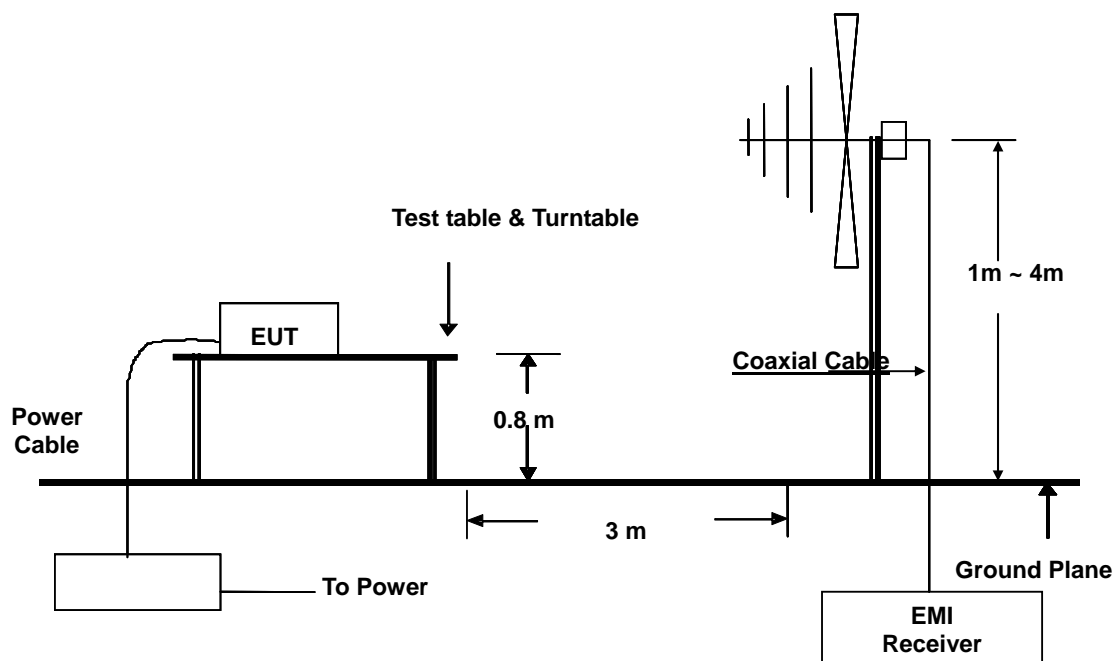 Test table & Turntable
1m ~ 4m
EUT
Coaxial Cable
0.8 m
Power
Cable
3 m
To Power
Ground Plane
EMI
Receiver